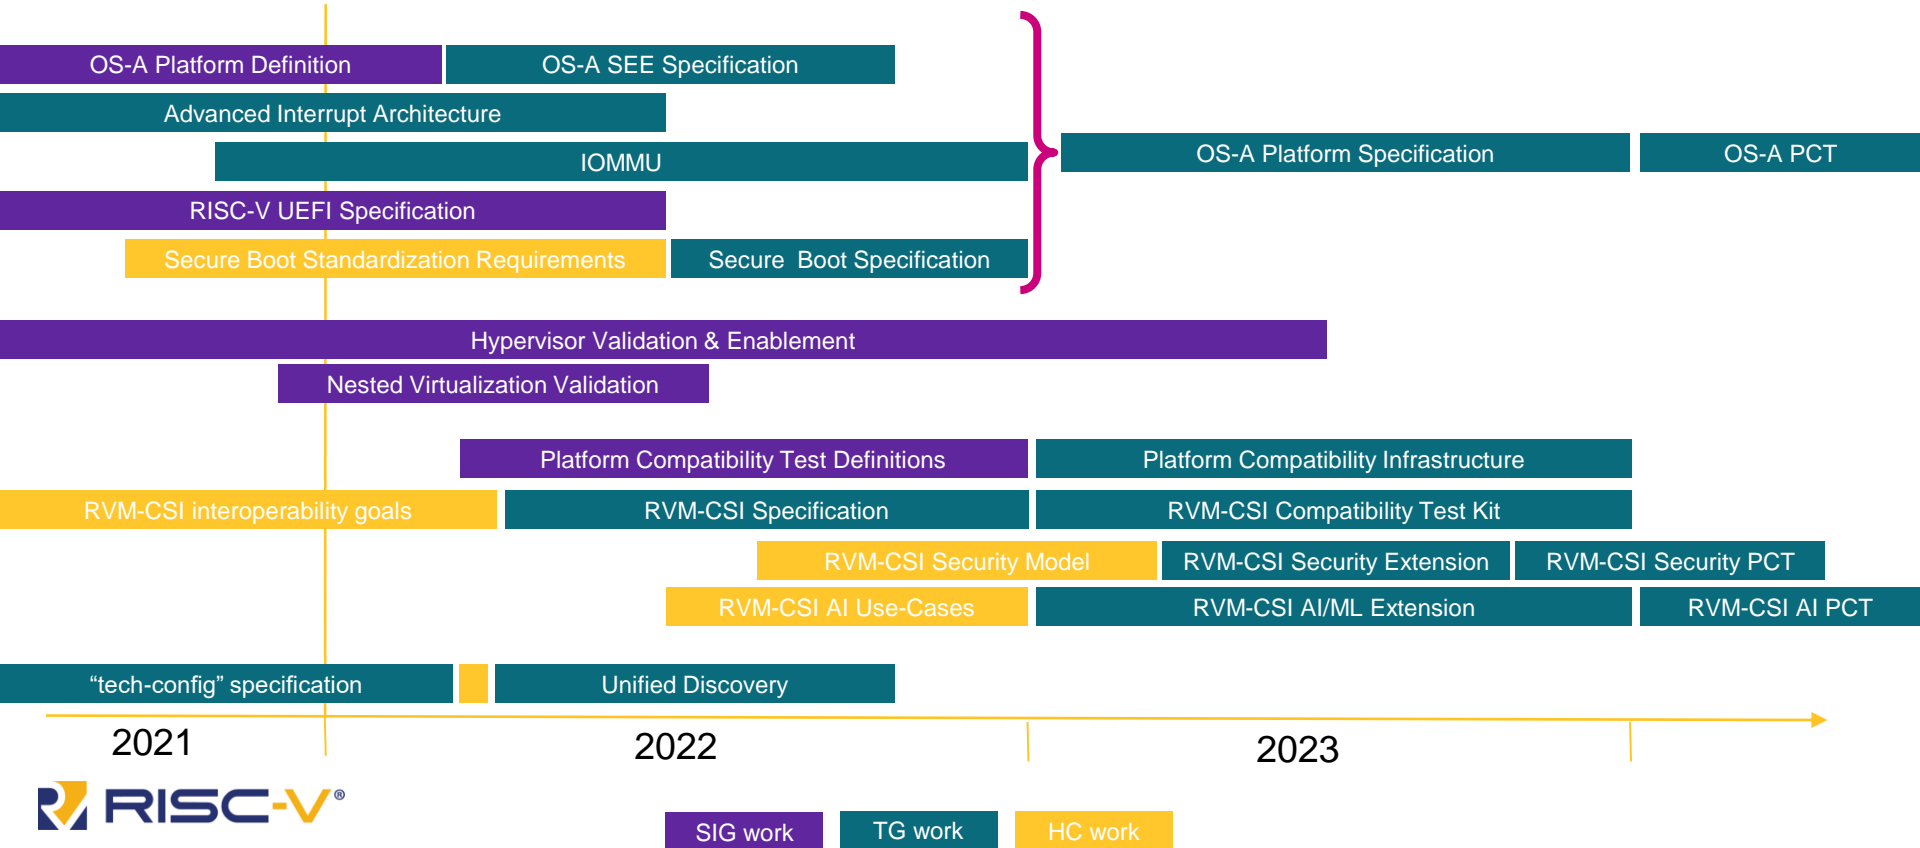 OS-A Platform Definition
OS-A SEE Specification
Advanced Interrupt Architecture
IOMMU
OS-A Platform Specification
OS-A PCT
RISC-V UEFI Specification
Secure Boot Standardization Requirements
Secure Boot Specification
Hypervisor Validation & Enablement
Nested Virtualization Validation
Platform Compatibility Test Definitions
Platform Compatibility Infrastructure
RVM-CSI interoperability goals
RVM-CSI Specification
RVM-CSI Compatibility Test Kit
RVM-CSI Security Model
RVM-CSI Security Extension
RVM-CSI Security PCT
RVM-CSI AI Use-Cases
RVM-CSI AI/ML Extension
RVM-CSI AI PCT
“tech-config” specification
Unified Discovery
2021
2022
2023
RISC-V®
SIG work
TG work
HC work